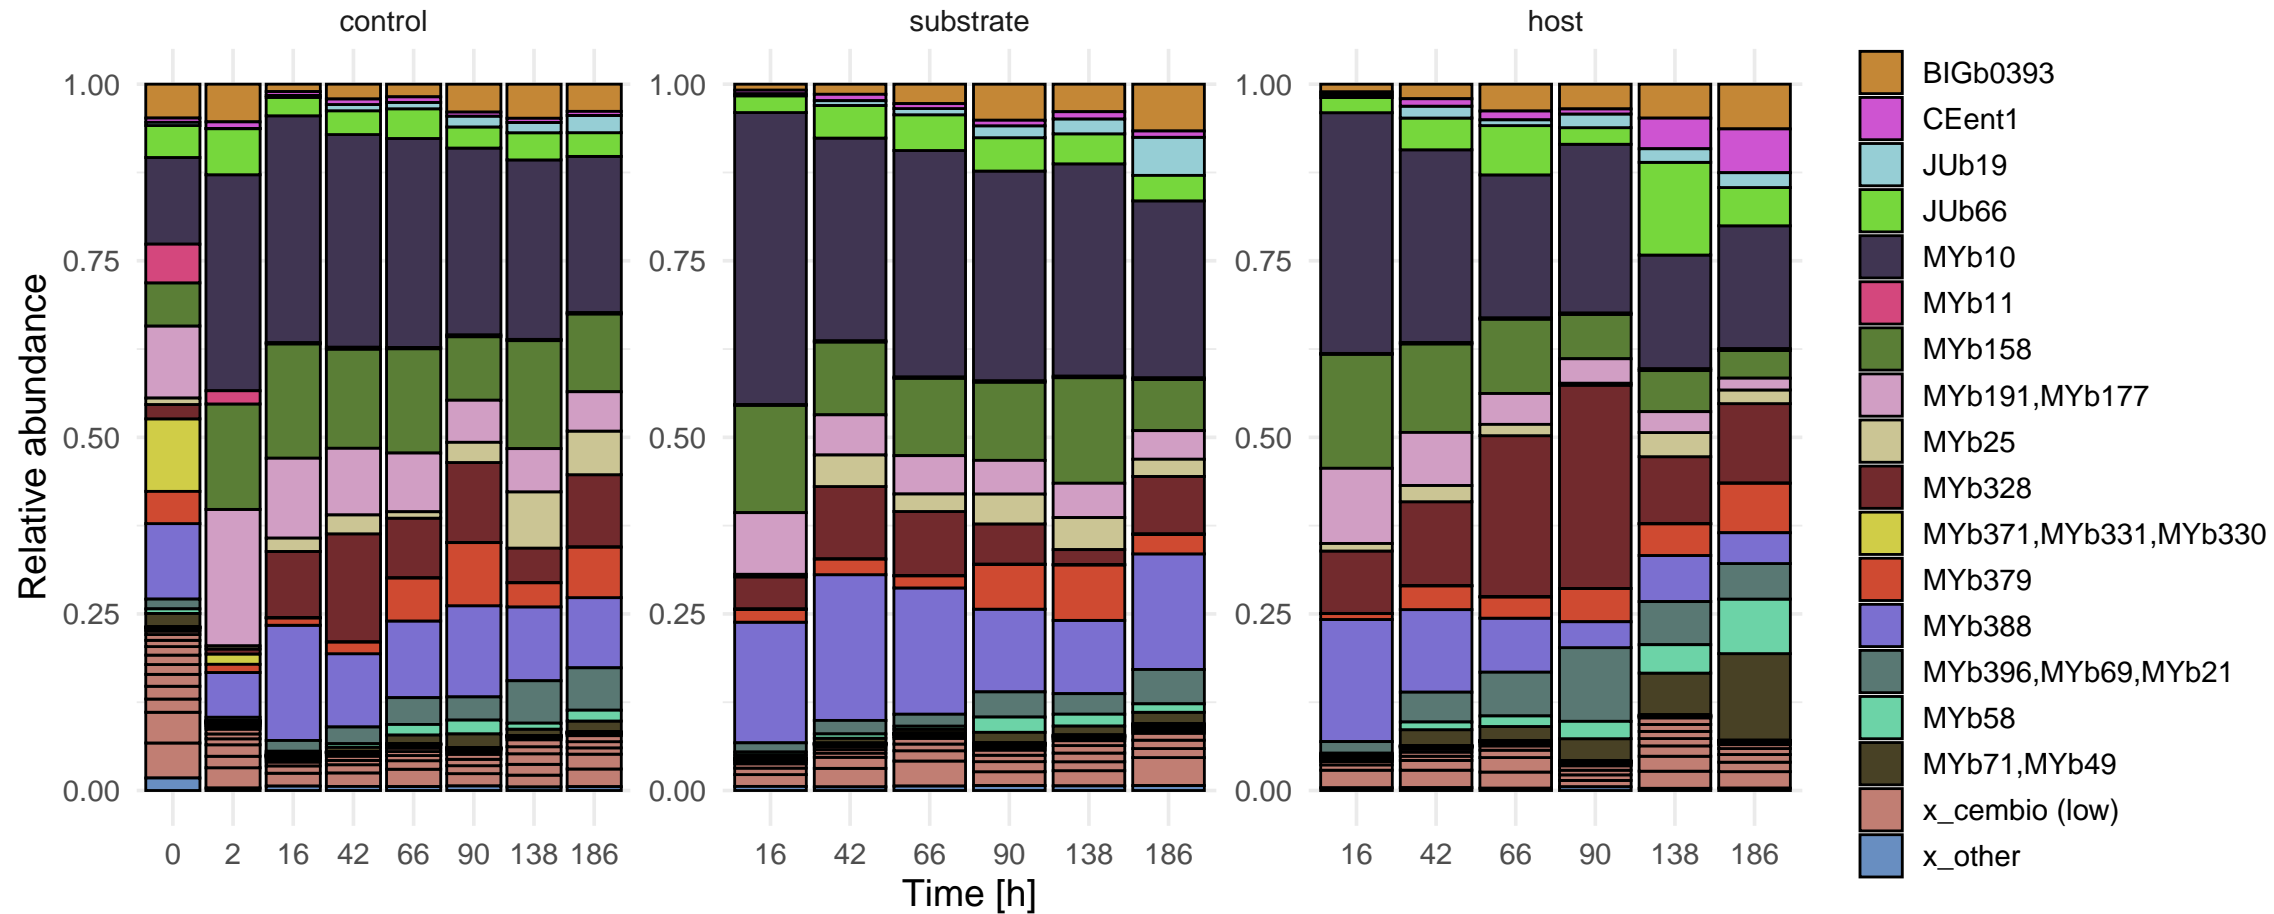 control substrate host
1.00 1.00 1.00
0.75 0.75 0.75
0.50 0.50 0.50
0.25 0.25 0.25
0.00 0.00 0.00
Relative abundance
0 2 16 42 66 90 138 186 16 42 66 90 138 186 16 42 66 90 138 186
Time [h]
BIGb0393
CEent1
JUb19
JUb66
MYb10
MYb11
MYb158
MYb191,MYb177
MYb25
MYb328
MYb371,MYb331,MYb330
MYb379
MYb388
MYb396,MYb69,MYb21
MYb58
MYb71,MYb49
x_cembio (low)
x_other